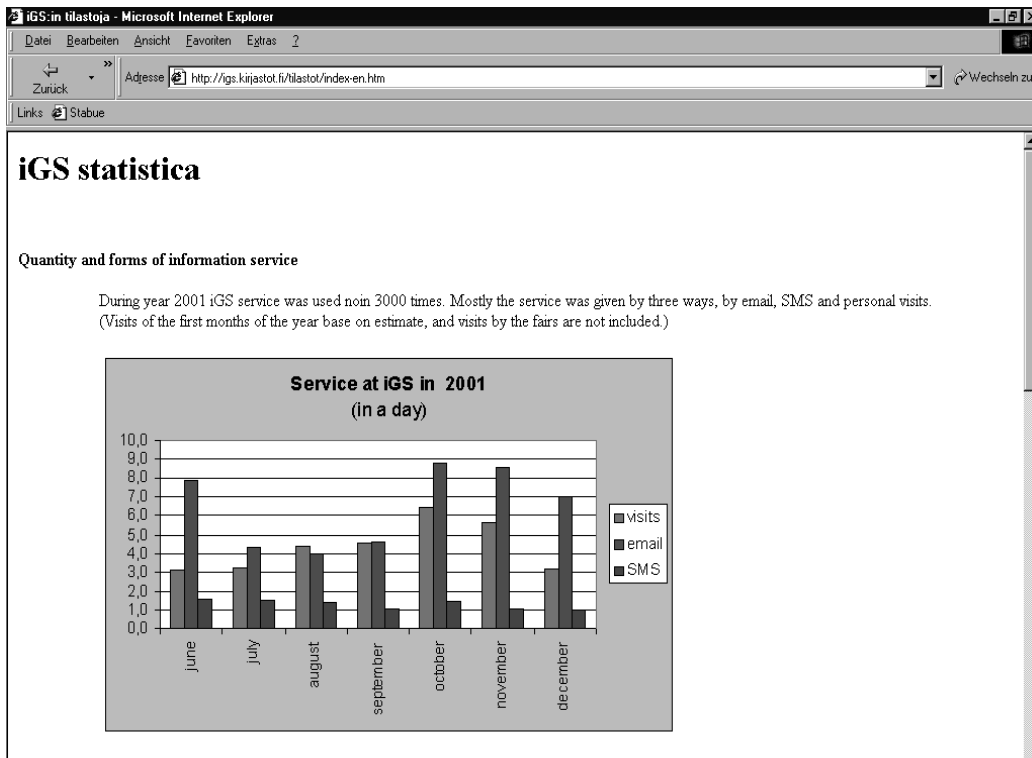 iGS:in tilastoja - Microsoft Internet Explorer
Datei Bearbeiten Ansicht Favoriten Extras ?
Zurück » Adresse http://igs.kirjastot.fi/tilastot/index-en.htm Wechseln zu
Links Stabue
iGS statistica
Quantity and forms of information service
During year 2001 iGS service was used noin 3000 times. Mostly the service was given by three ways, by email, SMS and personal visits.
(Visits of the first months of the year base on estimate, and visits by the fairs are not included.)
Service at iGS in 2001
(in a day)
10,0
9,0
8,0
7,0
6,0
5,0
4,0
3,0
2,0
1,0
0,0
visits
email
SMS
june july august september october november december